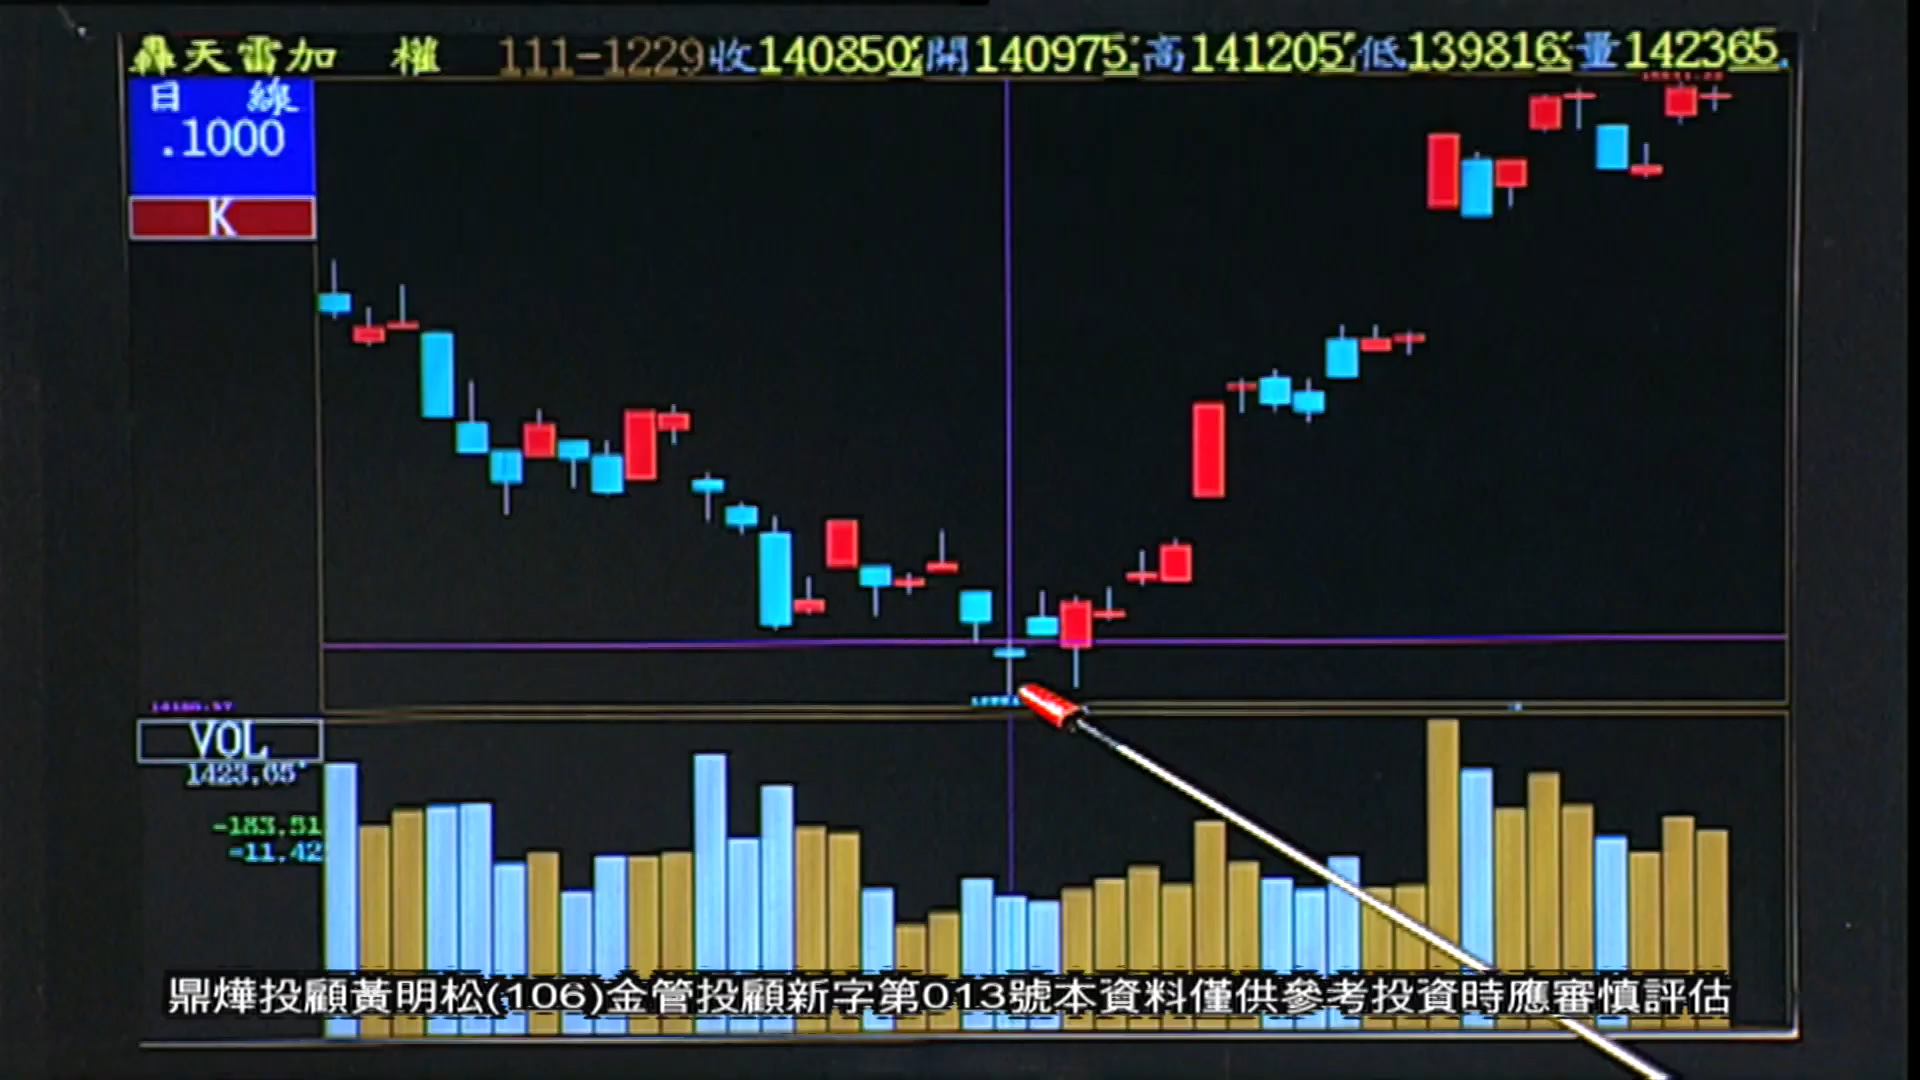 轟天雷加 權 111-1229收140850開140975高141205低139816量142365
日 線
.1000
K
VOL
1423.65
-183.51
-11.42
鼎燁投顧黃明松(106)金管投顧新字第013號本資料僅供參考投資時應審慎評估